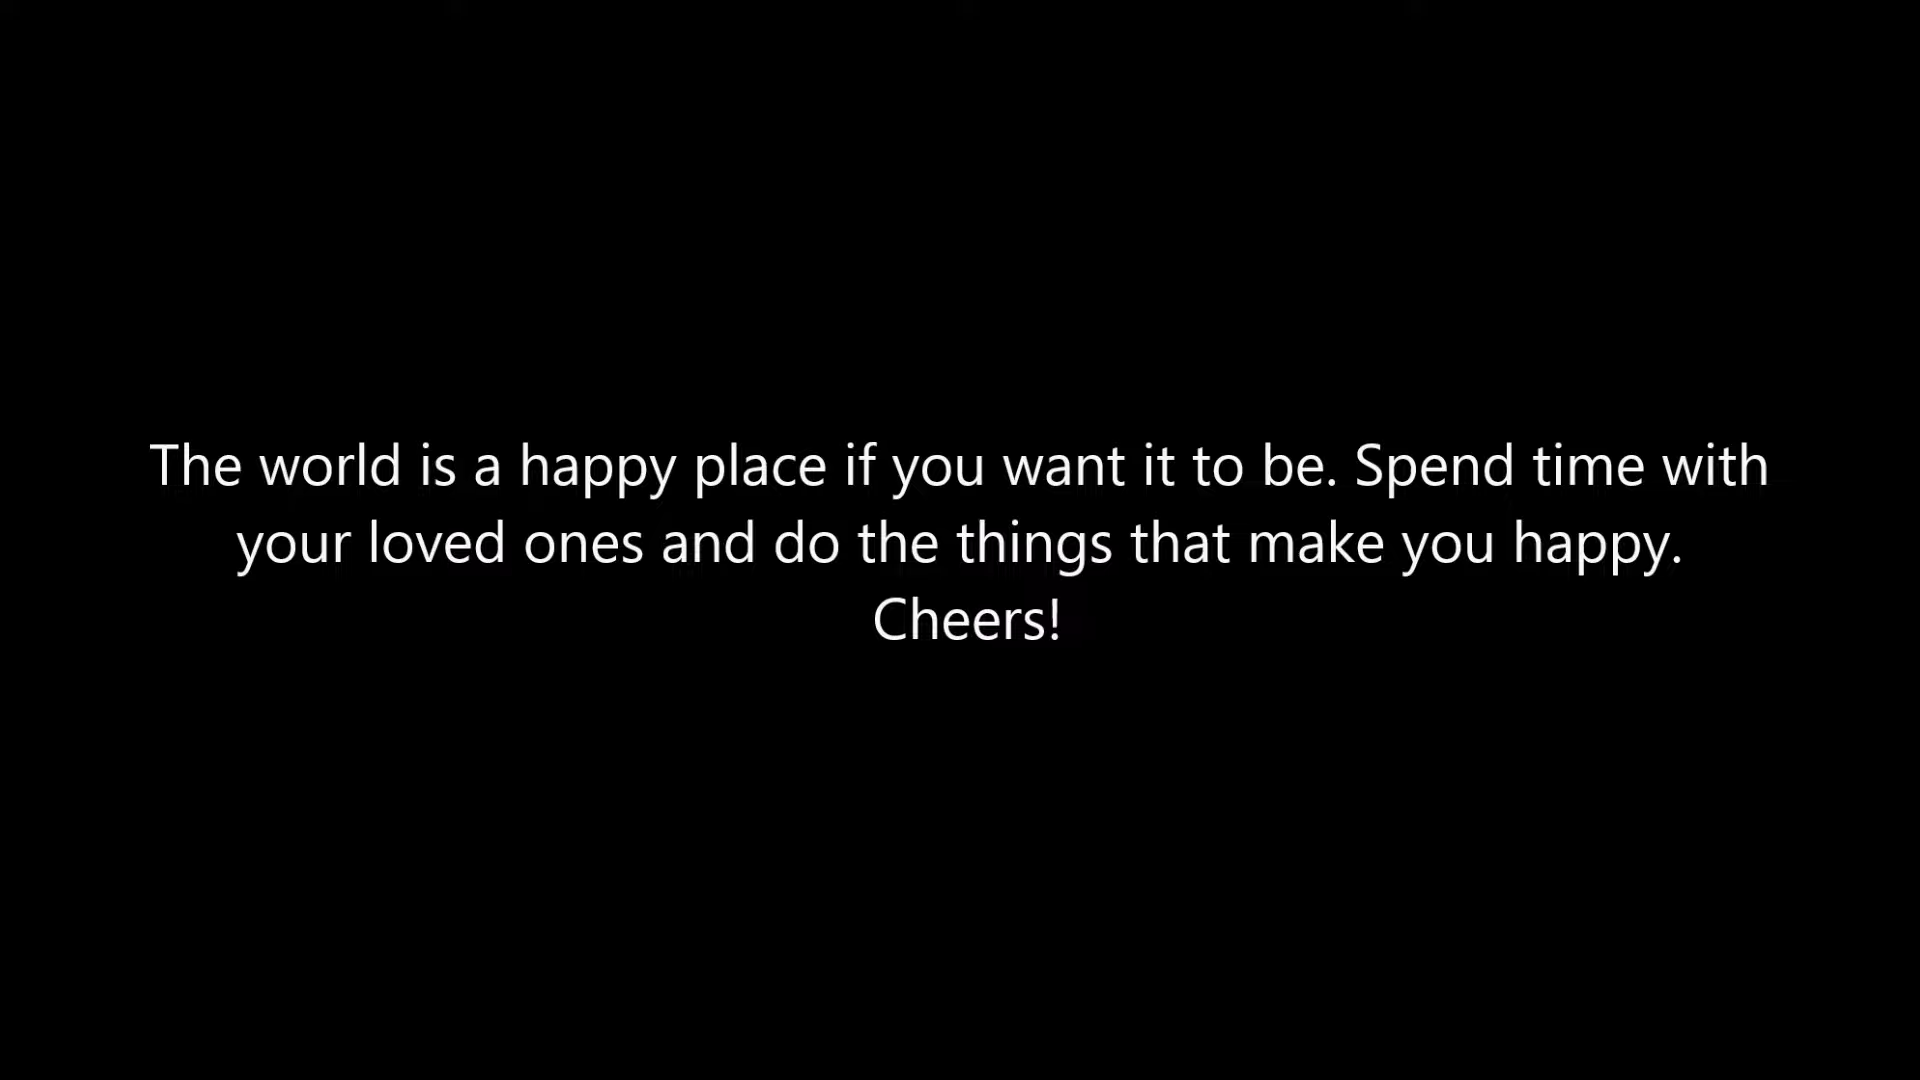 The world is a happy place if you want it to be. Spend time with
your loved ones and do the things that make you happy.
Cheers!